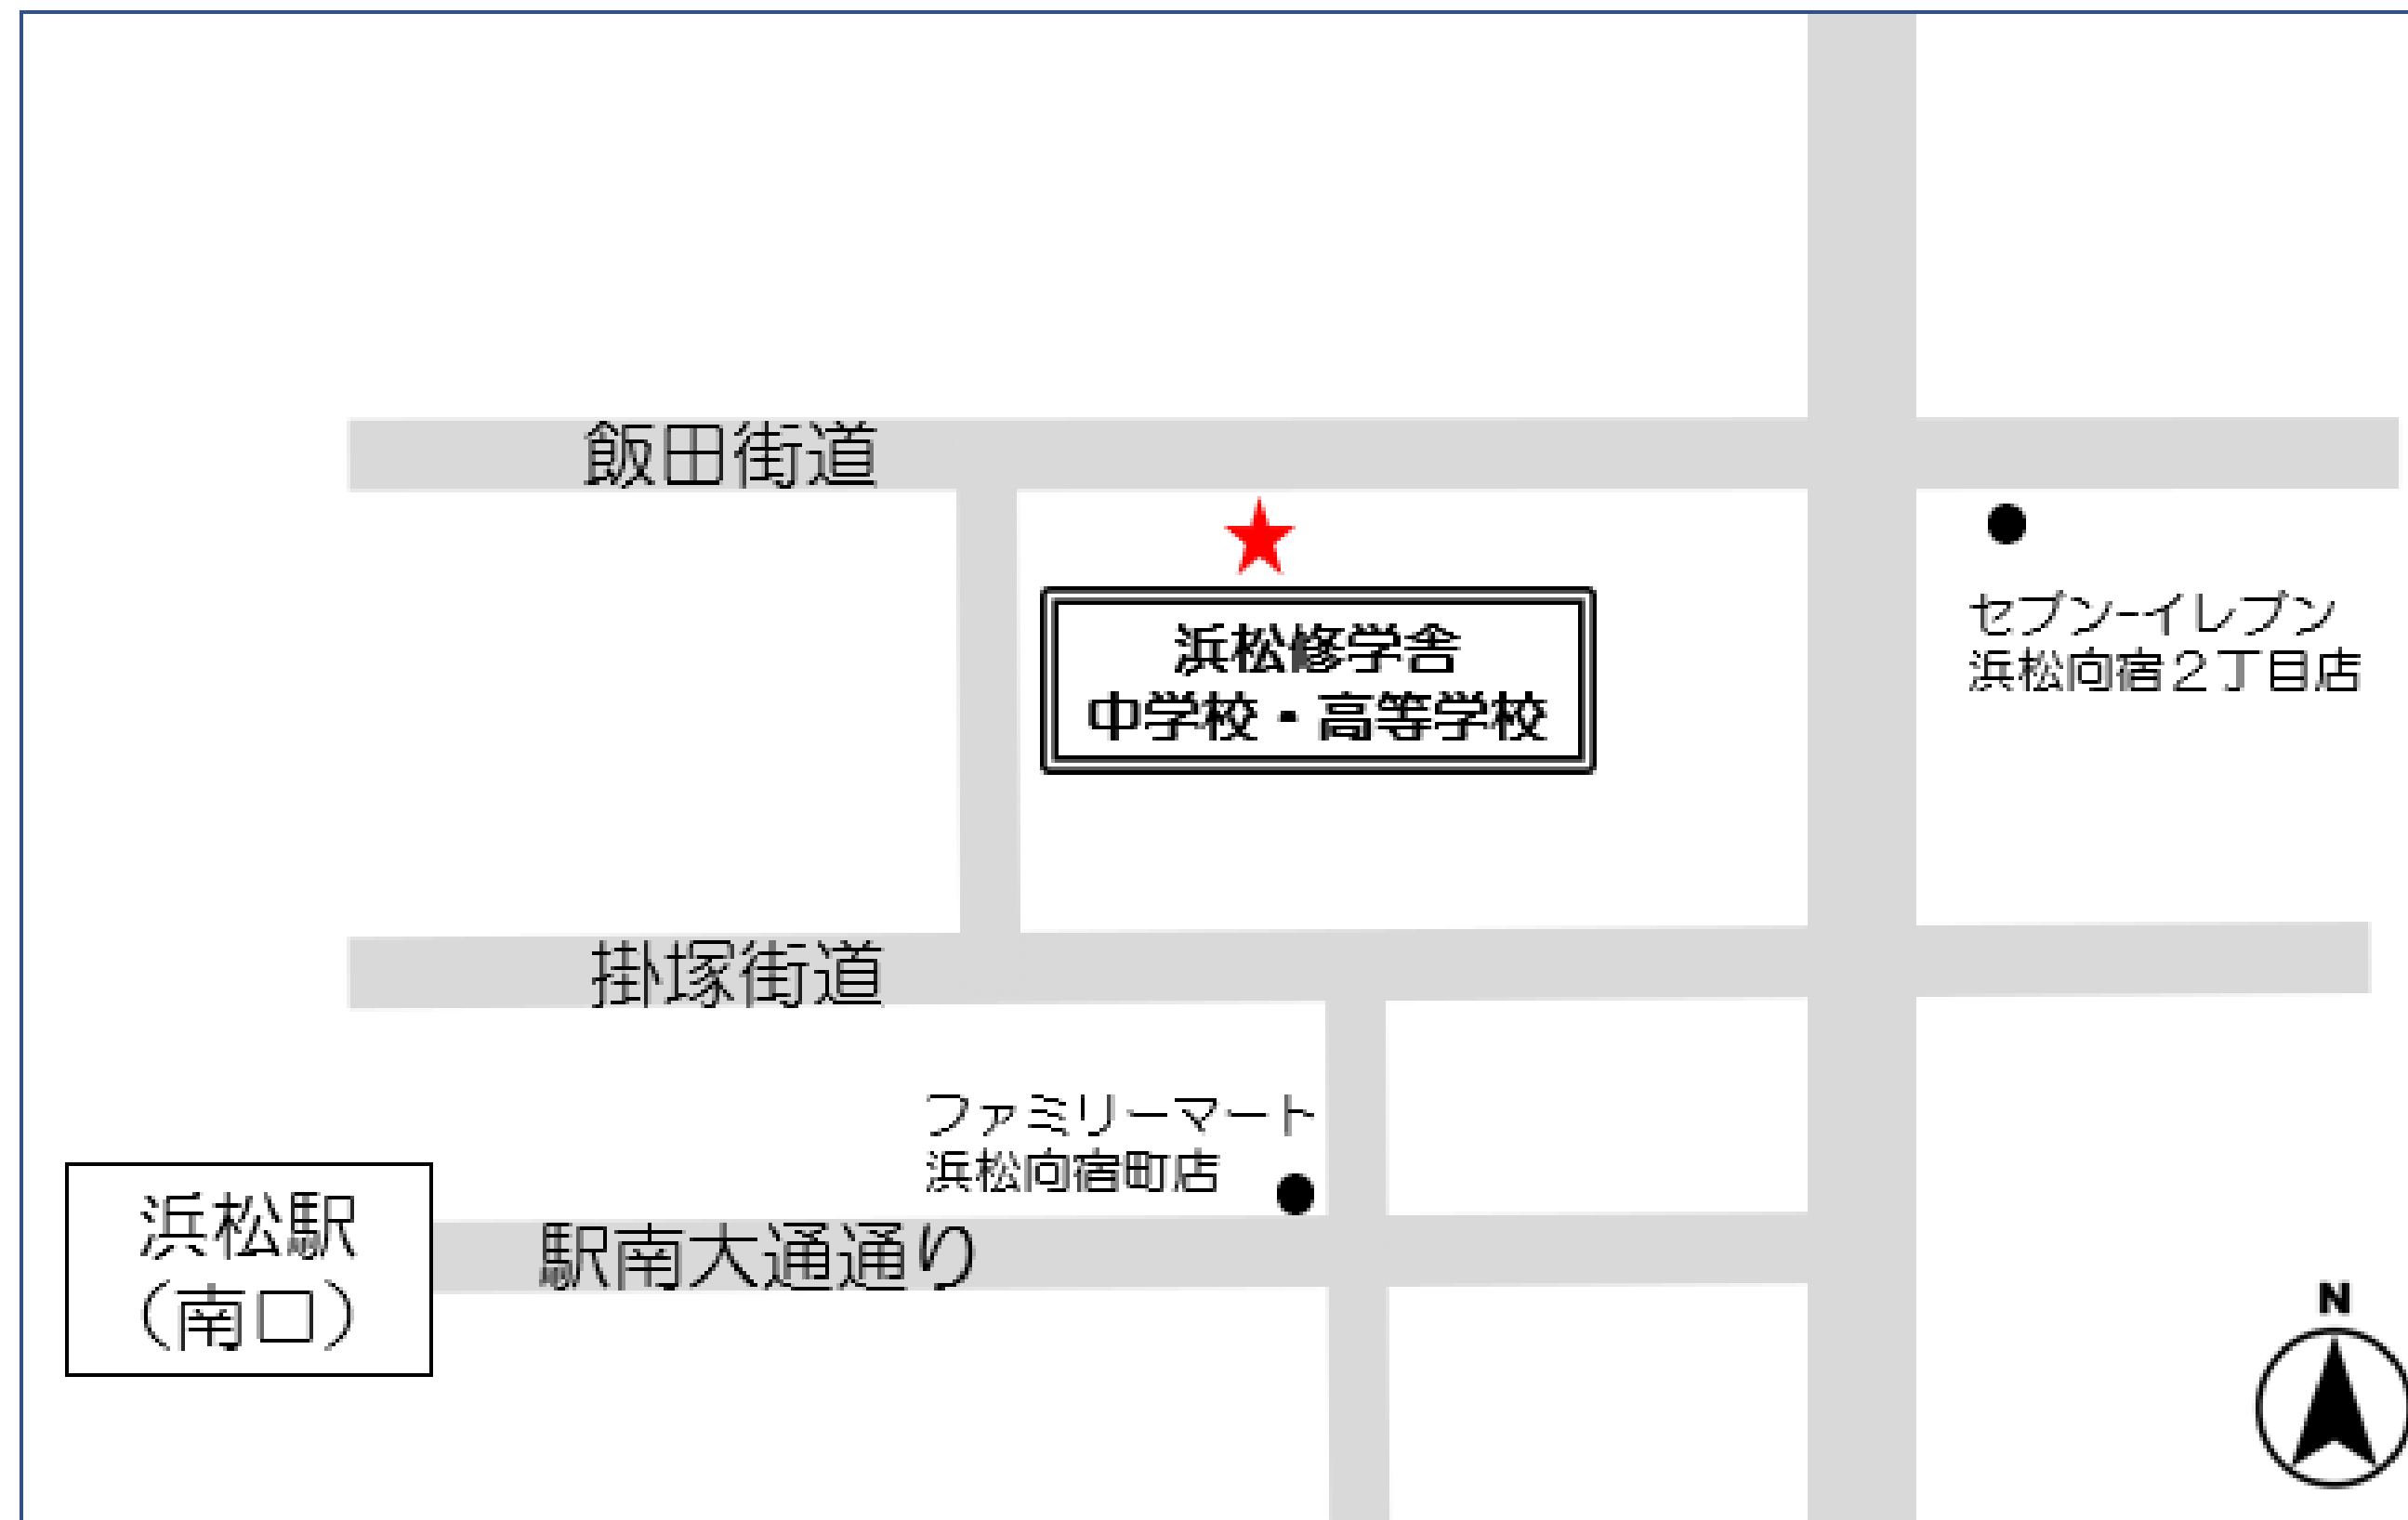 飯田街道
浜松修学舎
中学校・高等学校
セブン-イレブン
浜松向宿2丁目店
掛塚街道
ファミリーマート
浜松向宿町店
浜松駅
（南口）
駅南大通通り
N